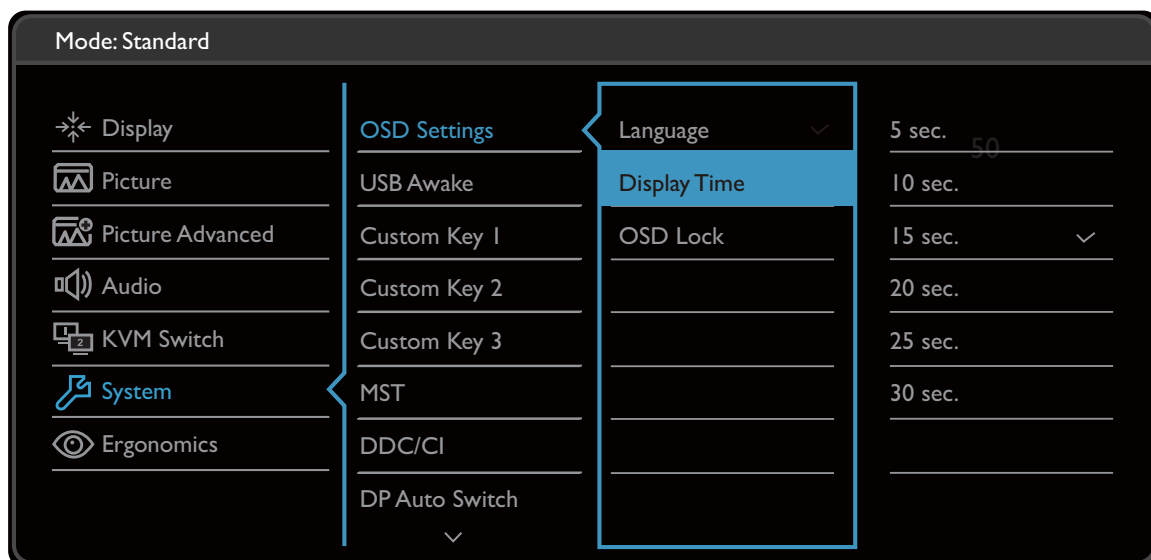 Mode: Standard
Display
Picture
Picture Advanced
Audio
KVM Switch
System
Ergonomics
OSD Settings
USB Awake
Custom Key 1
Custom Key 2
Custom Key 3
MST
DDC/CI
DP Auto Switch
Language
Display Time
OSD Lock
5 sec.
50
10 sec.
15 sec.
20 sec.
25 sec.
30 sec.